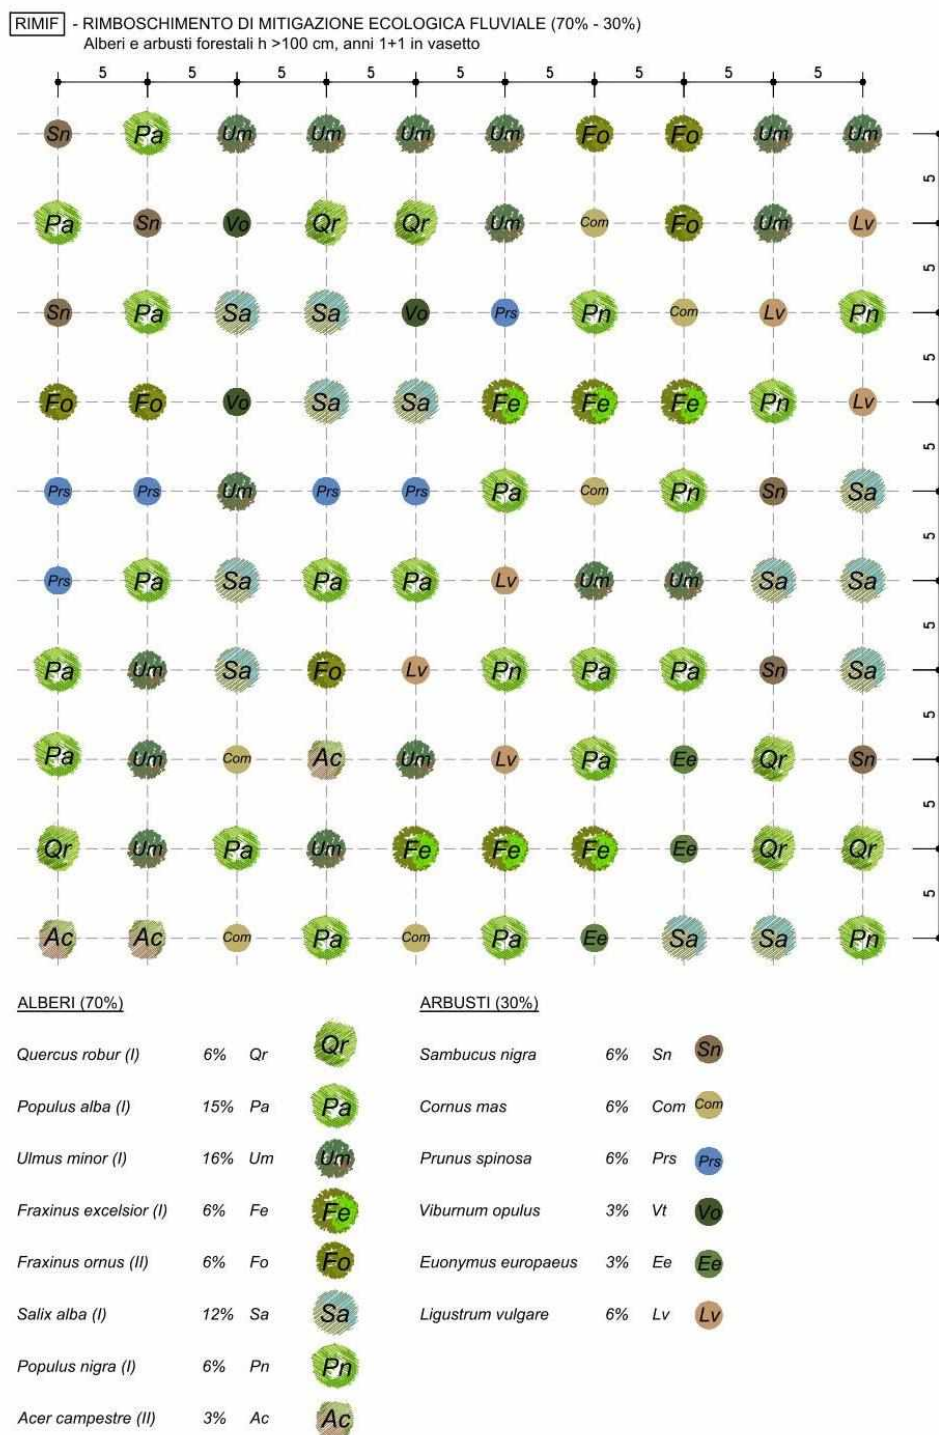 RIMIF - RIMBOSCHIMENTO DI MITIGAZIONE ECOLOGICA FLUVIALE (70% - 30%)
Alberi e arbusti forestali h >100 cm, anni 1+1 in vasetto
5 5 5 5 5 5 5 5 5
Sn Pa Um Um Um Um Fo Fo Um Um
5
Pa Sn Vo Qr Qr Um Com Fo Um Lv
5
Sn Pa Sa Sa Vo Prs Pn Com Lv Pn
5
Fo Fo Vo Sa Sa Fe Fe Fe Pn Lv
5
Prs Prs Um Prs Prs Pa Com Pn Sn Sa
5
Prs Pa Sa Pa Pa Lv Um Um Sa Sa
5
Pa Um Sa Fo Lv Pn Pa Pa Sn Sa
5
Pa Um Com Ac Um Lv Pa Ee Qr Sn
5
Qr Um Pa Um Fe Fe Fe Ee Qr Qr
5
Ac Ac Com Pa Com Pa Ee Sa Sa Pn
ALBERI (70%)
Quercus robur (I) 6% Qr Qr
Populus alba (I) 15% Pa Pa
Ulmus minor (I) 16% Um Um
Fraxinus excelsior (I) 6% Fe Fe
Fraxinus ornus (II) 6% Fo Fo
Salix alba (I) 12% Sa Sa
Populus nigra (I) 6% Pn Pn
Acer campestre (II) 3% Ac Ac
ARBUSTI (30%)
Sambucus nigra 6% Sn Sn
Cornus mas 6% Com Com
Prunus spinosa 6% Prs Prs
Viburnum opulus 3% Vt Vo
Euonymus europaeus 3% Ee Ee
Ligustrum vulgare 6% Lv Lv